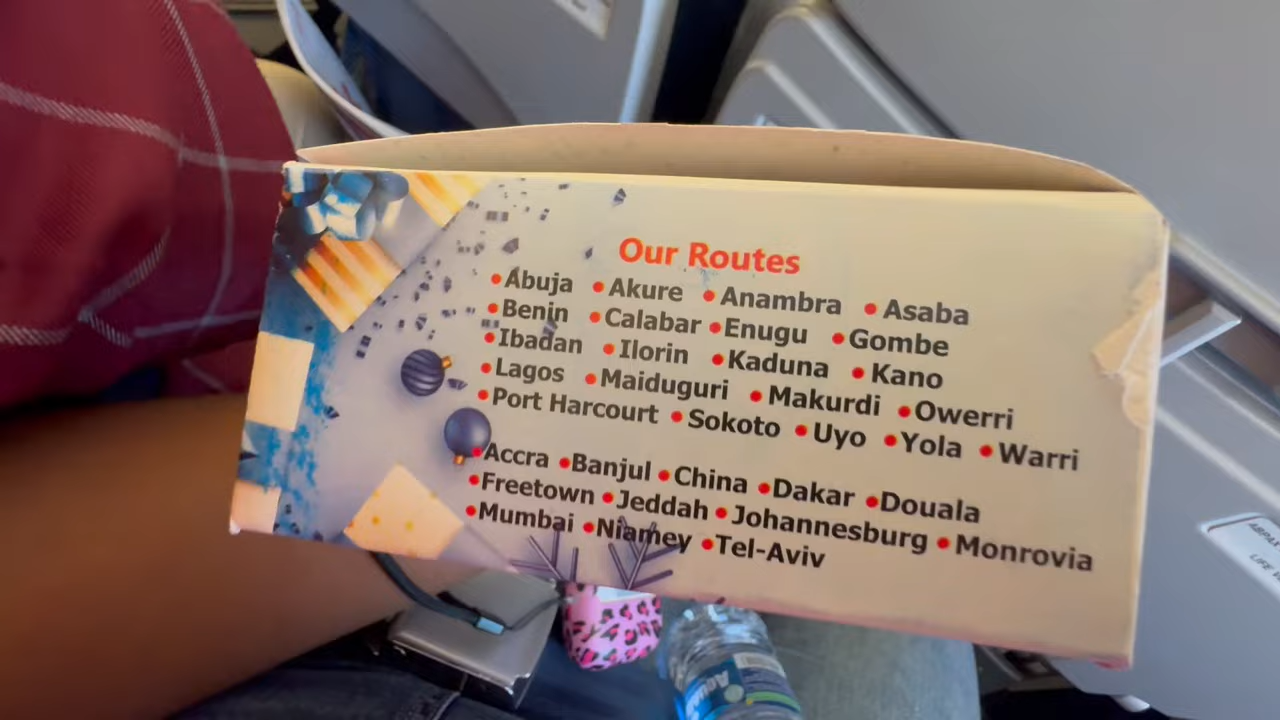 Our Routes
•Abuja •Akure •Anambra •Asaba
•Benin •Calabar •Enugu •Gombe
•Ibadan •Ilorin •Kaduna •Kano
•Lagos •Maiduguri •Makurdi •Owerri
•Port Harcourt •Sokoto •Uyo •Yola •Warri
•Accra •Banjul •China •Dakar •Douala
•Freetown •Jeddah •Johannesburg •Monrovia
•Mumbai •Niamey •Tel-Aviv
LIFE